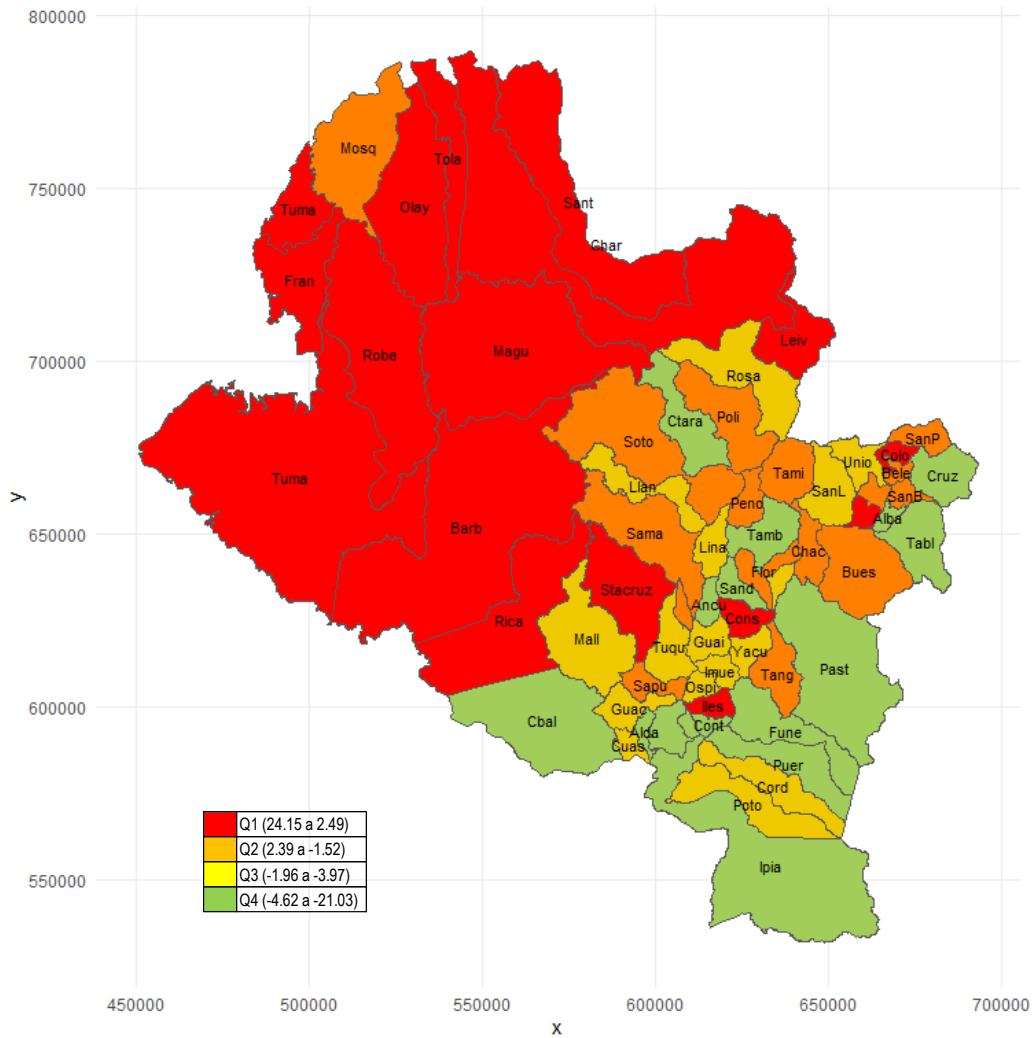 800000
Mosq
Tola
750000
Sant
Olay
Tuma
Char
Fran
Leiv
700000
Magu
Robe
Rosa
Poli
Ctara
Soto
SanP
Colo
Unio
Bele
Tami
Cruz
Tuma
Llan
SanL
SanB
Peno
Alba
650000
Barb
Sama
Tamb
Tabl
Lina
Chac
Flor
Bues
Stacruz
Sand
Ancu
Cons
Rica
Mall
Guai
Tuqu
Yacu
Past
Imue
Tang
Sapu
Ospi
600000
Guac
Iles
Cbal
Cont
Alda
Fune
Cuas
Puer
Cord
Poto
Q1 (24.15 a 2.49)
Q2 (2.39 a -1.52)
Q3 (-1.96 a -3.97)
Q4 (-4.62 a -21.03)
Ipia
550000
y
450000 500000 550000 600000 650000 700000
x